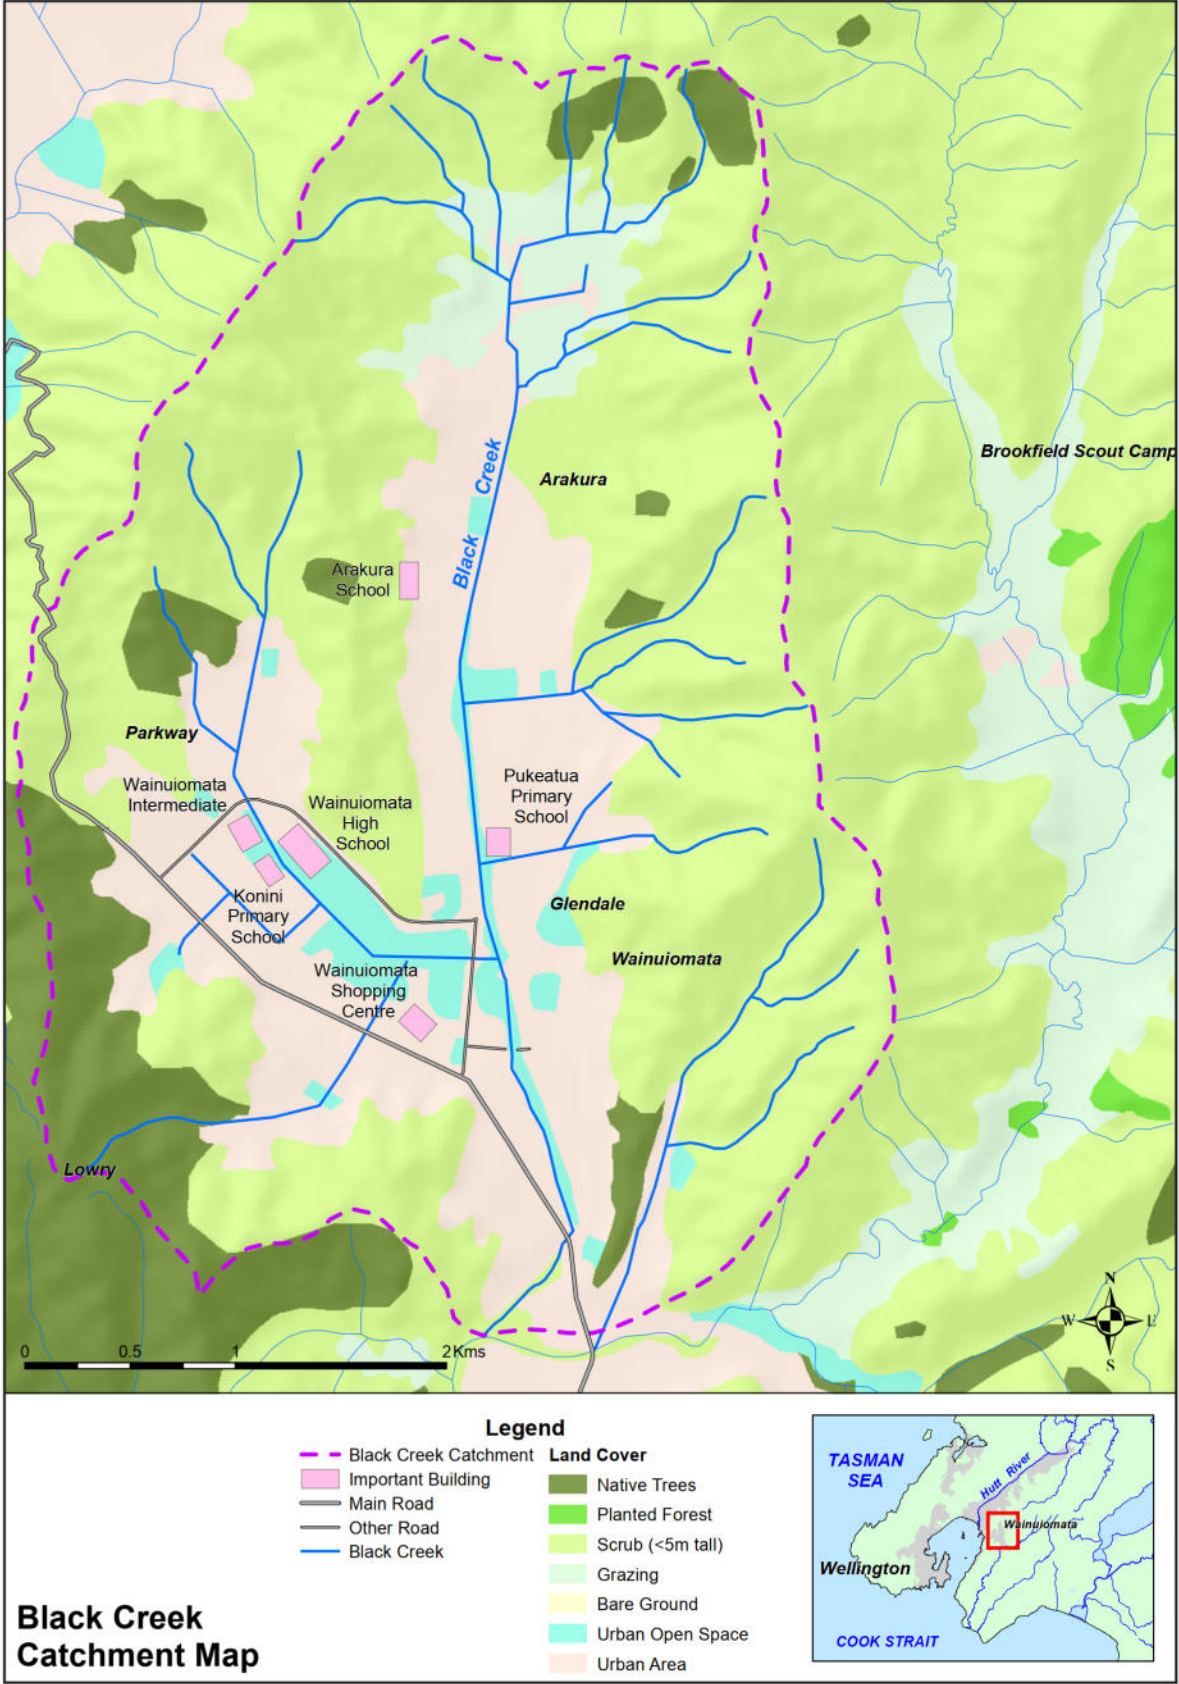 Brookfield Scout Camp
Black Creek
Arakura
Arakura
School
Parkway
Wainuiomata
Intermediate
Wainuiomata
High
School
Pukeatua
Primary
School
Konini
Primary
School
Glendale
Wainuiomata
Wainuiomata
Shopping
Centre
Lowry
N
W
E
S
0 0.5 1 2 Kms
Legend
Black Creek Catchment
Important Building
Main Road
Other Road
Black Creek
Land Cover
Native Trees
Planted Forest
Scrub (<5m tall)
Grazing
Bare Ground
Urban Open Space
Urban Area
Black Creek
Catchment Map
TASMAN
SEA
Hutt River
Wainuiomata
Wellington
COOK STRAIT